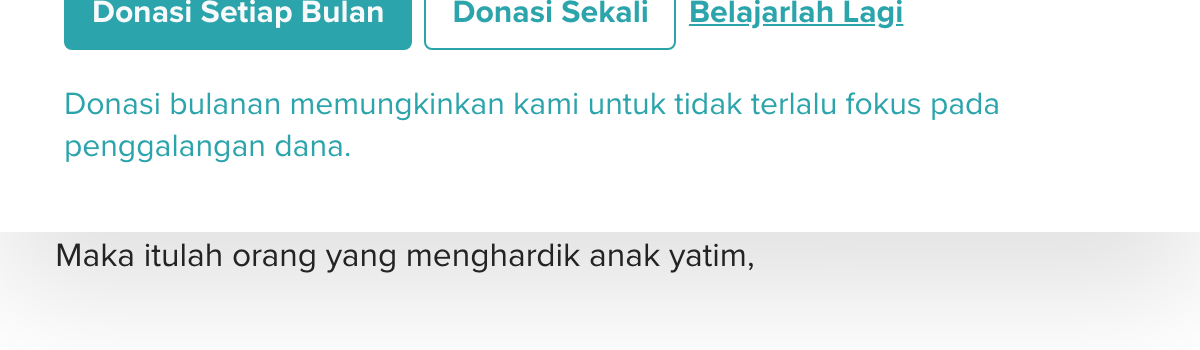 Donasi Setiap Bulan Donasi Sekali Belajarlah Lagi
Donasi bulanan memungkinkan kami untuk tidak terlalu fokus pada
penggalangan dana.
Maka itulah orang yang menghardik anak yatim,